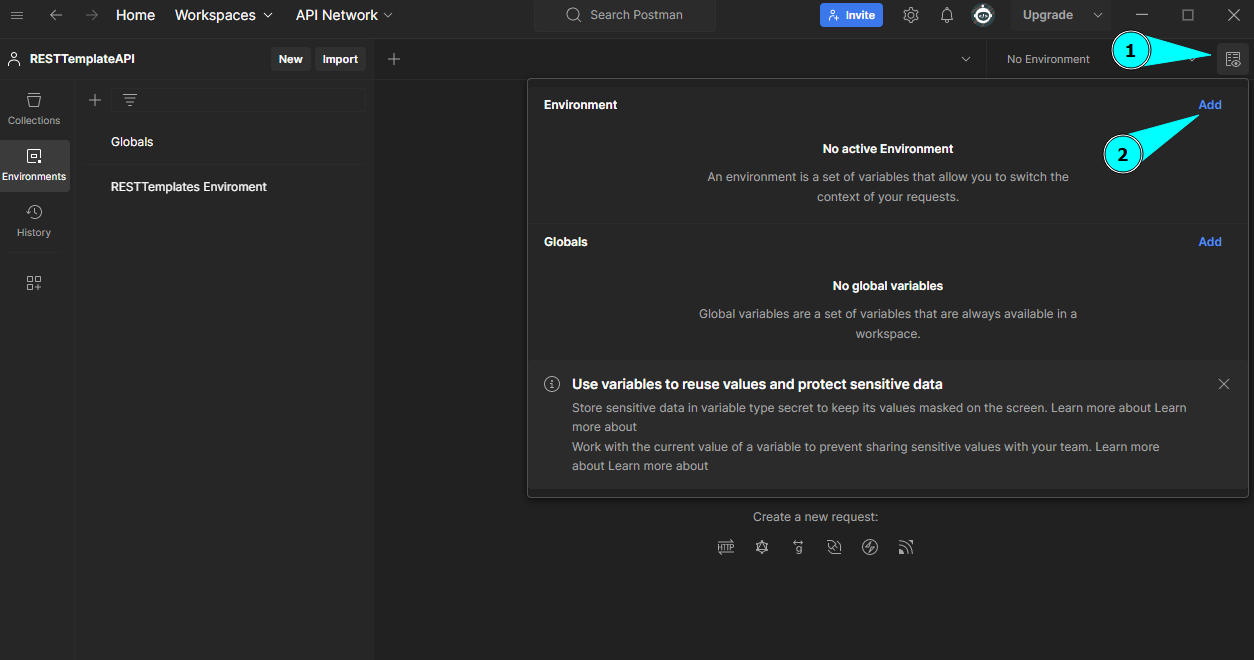 Home Workspaces API Network Search Postman Invite Upgrade
RESTTemplateAPI New Import No Environment 1
Collections
Environments
History
Globals
RESTTemplates Enviroment
Environment Add
2
No active Environment
An environment is a set of variables that allow you to switch the
context of your requests.
Globals Add
No global variables
Global variables are a set of variables that are always available in a
workspace.
Use variables to reuse values and protect sensitive data
Store sensitive data in variable type secret to keep its values masked on the screen. Learn more about Learn
more about
Work with the current value of a variable to prevent sharing sensitive values with your team. Learn more
about Learn more about
Create a new request:
HTTP g